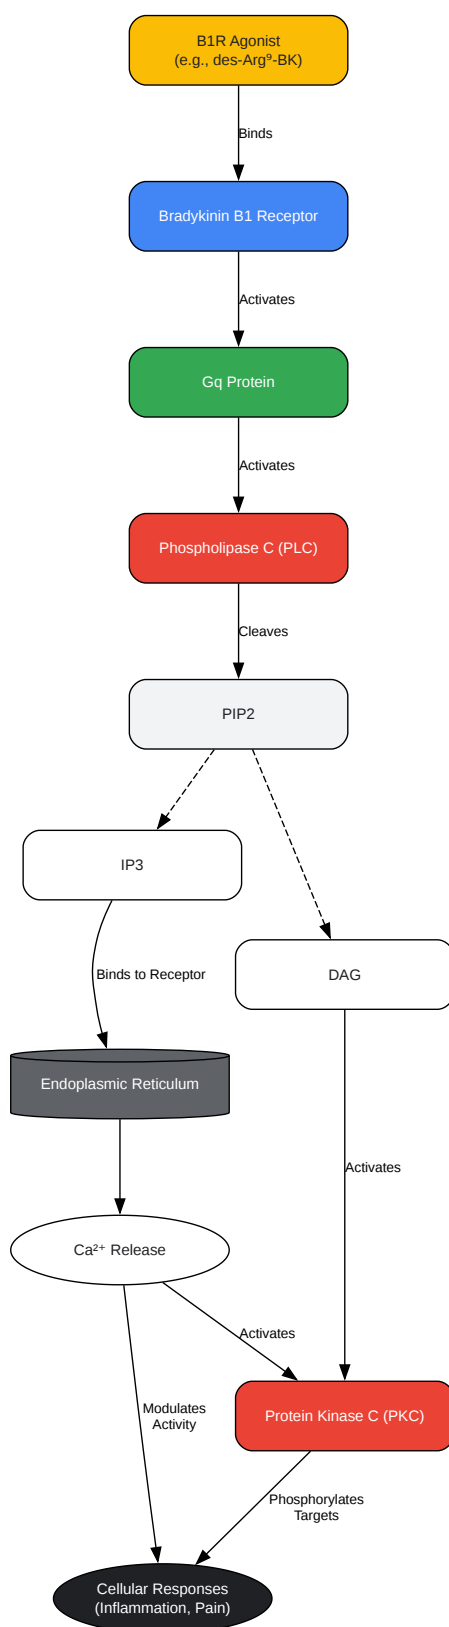 B1R Agonist
(e.g., des-Arg⁹-BK)
Binds
Bradykinin B1 Receptor
Activates
Gq Protein
Activates
Phospholipase C (PLC)
Cleaves
PIP2
IP3
Binds to Receptor
DAG
Endoplasmic Reticulum
Activates
Ca²⁺ Release
Activates
Modulates
Activity
Protein Kinase C (PKC)
Phosphorylates
Targets
Cellular Responses
(Inflammation, Pain)